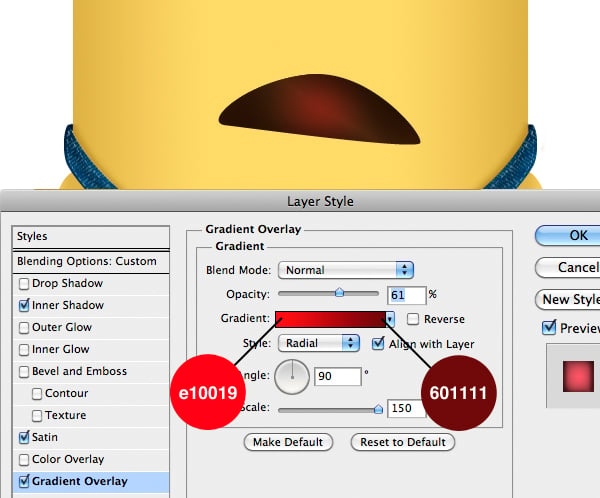 Layer Style
Styles
Blending Options: Custom
Drop Shadow
Inner Shadow
Outer Glow
Inner Glow
Bevel and Emboss
Contour
Texture
Satin
Color Overlay
Gradient Overlay
Gradient Overlay
Gradient
Blend Mode: Normal
Opacity: 61 %
Gradient: Reverse
Style: Radial Align with Layer
Angle: 90 °
Scale: 150
e10019
601111
Make Default Reset to Default
OK
Cancel
New Style
Preview